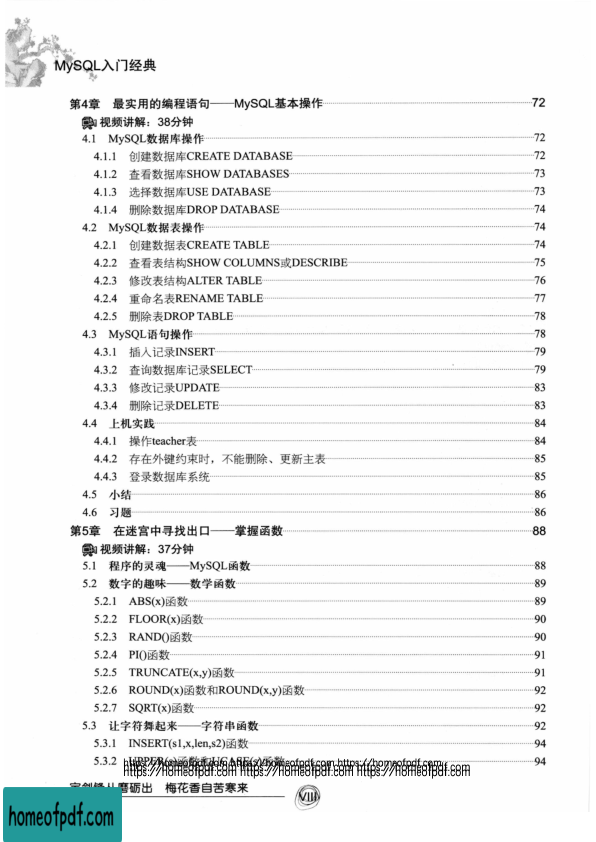 MySQL入门经典
第4章 最实用的编程语句——MySQL基本操作 72
视频讲解：38分钟
4.1 MySQL数据库操作 72
4.1.1 创建数据库CREATE DATABASE 72
4.1.2 查看数据库SHOW DATABASES 73
4.1.3 选择数据库USE DATABASE 73
4.1.4 删除数据库DROP DATABASE 74
4.2 MySQL数据表操作 74
4.2.1 创建数据表CREATE TABLE 74
4.2.2 查看表结构SHOW COLUMNS或DESCRIBE 75
4.2.3 修改表结构ALTER TABLE 76
4.2.4 重命名表RENAME TABLE 77
4.2.5 删除表DROP TABLE 78
4.3 MySQL语句操作 78
4.3.1 插入记录INSERT 79
4.3.2 查询数据库记录SELECT 79
4.3.3 修改记录UPDATE 83
4.3.4 删除记录DELETE 83
4.4 上机实践 84
4.4.1 操作teacher表 84
4.4.2 存在外键约束时，不能删除、更新主表 85
4.4.3 登录数据库系统 85
4.5 小结 86
4.6 习题 86
第5章 在迷宫中寻找出口——掌握函数 88
视频讲解：37分钟
5.1 程序的灵魂——MySQL函数 88
5.2 数字的趣味——数学函数 89
5.2.1 ABS(x)函数 89
5.2.2 FLOOR(x)函数 90
5.2.3 RAND()函数 90
5.2.4 PI()函数 91
5.2.5 TRUNCATE(x,y)函数 91
5.2.6 ROUND(x)函数和ROUND(x,y)函数 92
5.2.7 SQRT(x)函数 92
5.3 让字符舞起来——字符串函数 92
5.3.1 INSERT(s1,x,len,s2)函数 94
5.3.2 UPPER(s)函数和UCASE(s)函数 94
https://homeofpdf.com https://homeofpdf.com https://homeofpdf.com
https://homeofpdf.com https://homeofpdf.com https://homeofpdf.com
磨砺出 梅花香自苦寒来
VIII
homeofpdf.com